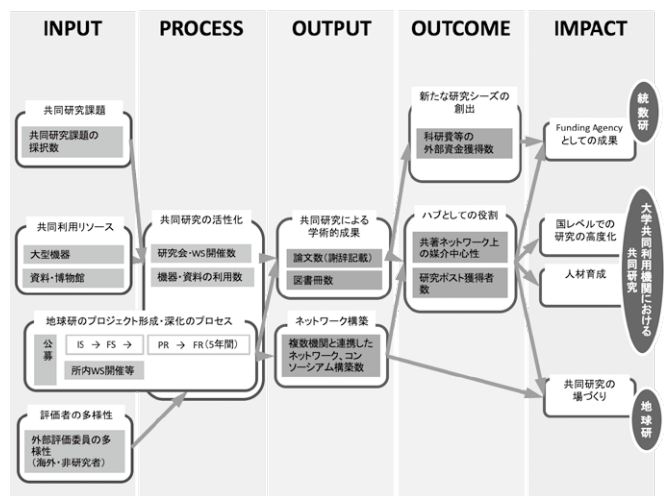 INPUT
PROCESS
OUTPUT
OUTCOME
IMPACT
共同研究課題
共同研究課題の
採択数
共同利用リソース
大型機器
資料・博物館
地球研のプロジェクト形成・深化のプロセス
公募
IS → FS →
PR → FR(5年間)
所内WS開催等
評価者の多様性
外部評価委員の多
様性
(海外・非研究者)
共同研究の活性化
研究会・WS開催数
機器・資料の利用数
共同研究による
学術的成果
論文数(謝辞記載)
図書冊数
ネットワーク構築
複数機関と連携した
ネットワーク、コン
ソーシアム構築数
新たな研究シーズの
創出
科研費等の
外部資金獲得数
ハブとしての役割
共著ネットワーク上
の媒介中心性
研究ポスト獲得者
数
Funding Agency
としての成果
国レベルでの
研究の高度化
人材育成
共同研究の
場づくり
統数研
大学共同利用機関における
共同研究
地球研